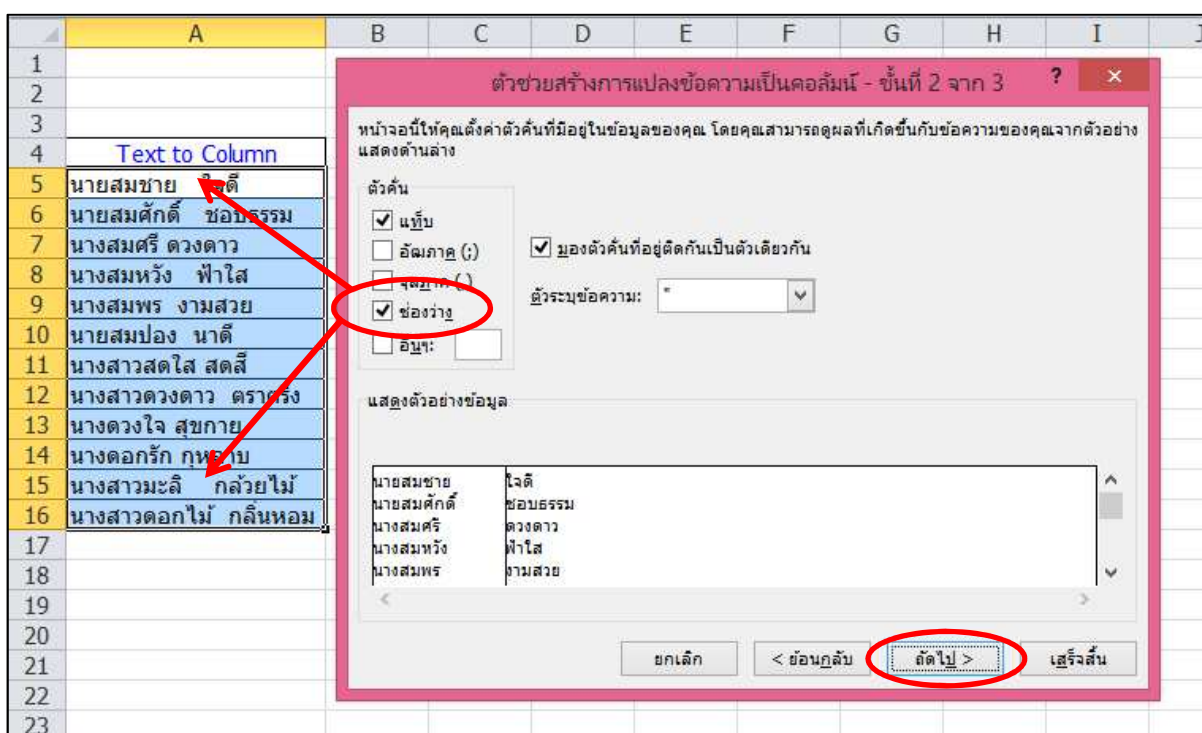 A B C D E F G H I
1
2
3
4 Text to Column
5 นายสมชาย ใจดี
6 นายสมศักดิ์ ชอบธรรม
7 นางสมศรี ดวงดาว
8 นางสมหวัง ฟ้าใส
9 นางสมพร งามสวย
10 นายสมปอง นาดี
11 นางสาวสดใส สดสี
12 นางสาวดวงดาว ตราตรึง
13 นางดวงใจ สุขกาย
14 นางดอกรัก กุหลาบ
15 นางสาวมะลิ กล้วยไม้
16 นางสาวดอกไม้ กลิ่นหอม
17
18
19
20
21
22
23
ตัวช่วยสร้างการแปลงข้อความเป็นคอลัมน์ - ขั้นที่ 2 จาก 3 ? ×
หน้าจอนี้ให้คุณตั้งค่าตัวคั่นที่มีอยู่ในข้อมูลของคุณ โดยคุณสามารถดูผลที่เกิดขึ้นกับข้อความของคุณจากตัวอย่าง
แสดงด้านล่าง
ตัวคั่น
แท็บ
อัฒภาค (;)
จุลภาค (,)
ช่องว่าง
อื่นๆ:
มองตัวคั่นที่อยู่ติดกันเป็นตัวเดียวกัน
ตัวระบุข้อความ: "
แสดงตัวอย่างข้อมูล
นายสมชาย ใจดี
นายสมศักดิ์ ชอบธรรม
นางสมศรี ดวงดาว
นางสมหวัง ฟ้าใส
นางสมพร งามสวย
ยกเลิก < ย้อนกลับ ถัดไป > เสร็จสิ้น